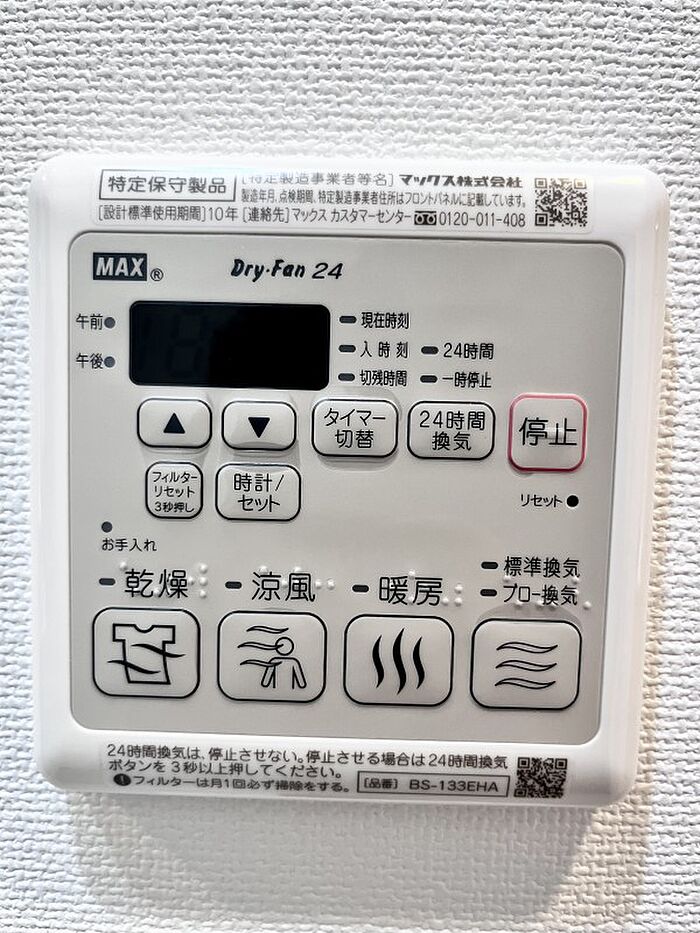 特定保守製品 [特定製造事業者等名] マックス株式会社
製造年月、点検期間、特定製造事業者住所はフロントパネルに記載しています。
[設計標準使用期間]10年 [連絡先]マックス カスタマーセンター 0120-011-408
MAX® Dry・Fan 24
午前 現在時刻
入時刻 24時間
午後
切残時間 一時停止
▲ ▼ タイマー切替 24時間換気 停止
フィルターリセット3秒押し 時計/セット
リセット
お手入れ
標準換気
乾燥 涼風 暖房 プロー換気
24時間換気は、停止させない。停止させる場合は24時間換気
ボタンを3秒以上押してください。
フィルターは月1回必ず掃除をする。 [品番] BS-133EHA